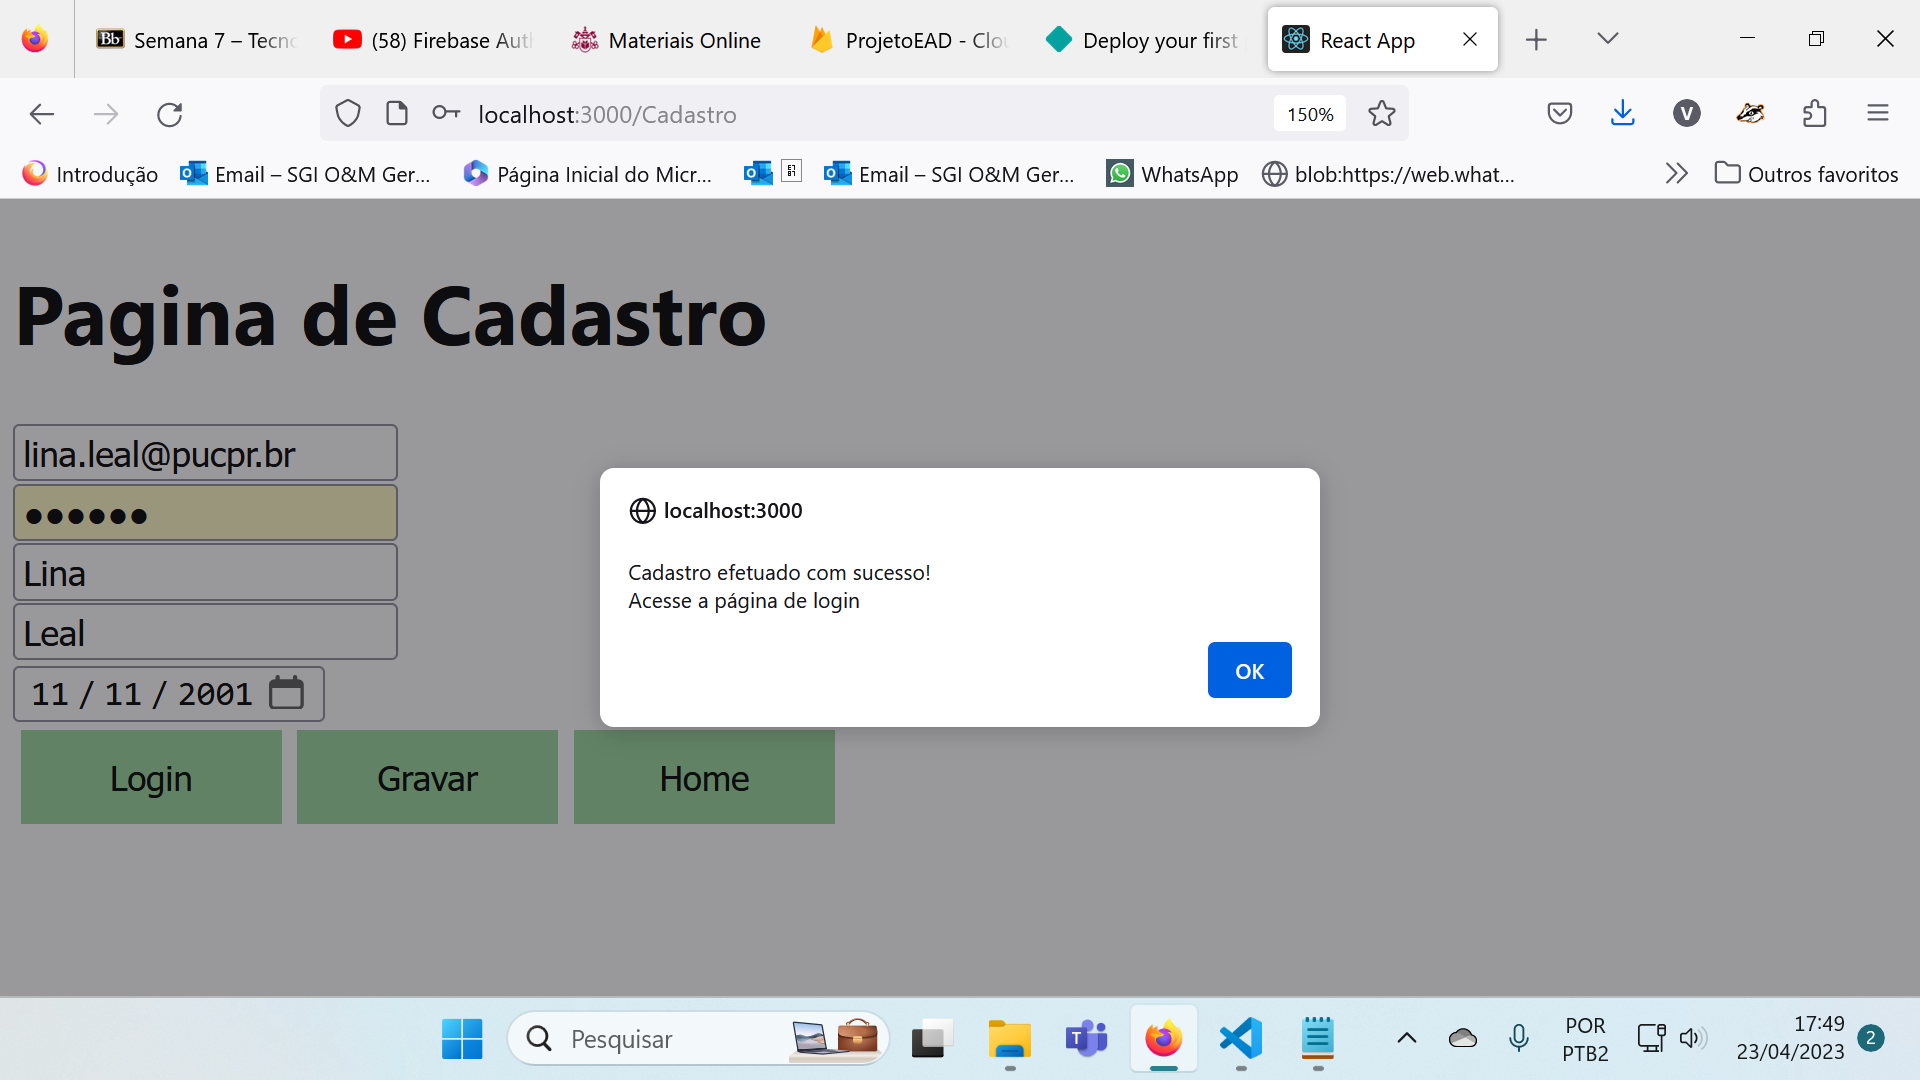 Bb Semana 7 – Tecno
(58) Firebase Aut
Materiais Online
ProjetoEAD - Clou
Deploy your first
React App
localhost:3000/Cadastro
150%
V
Introdução
Email – SGI O&M Ger...
Página Inicial do Micr...
Email – SGI O&M Ger...
WhatsApp
blob:https://web.what...
Outros favoritos
Pagina de Cadastro
lina.leal@pucpr.br
●●●●●●
Lina
Leal
11 / 11 / 2001
Login Gravar Home
localhost:3000
Cadastro efetuado com sucesso!
Acesse a página de login
OK
Pesquisar
POR
PTB2
17:49
23/04/2023
2